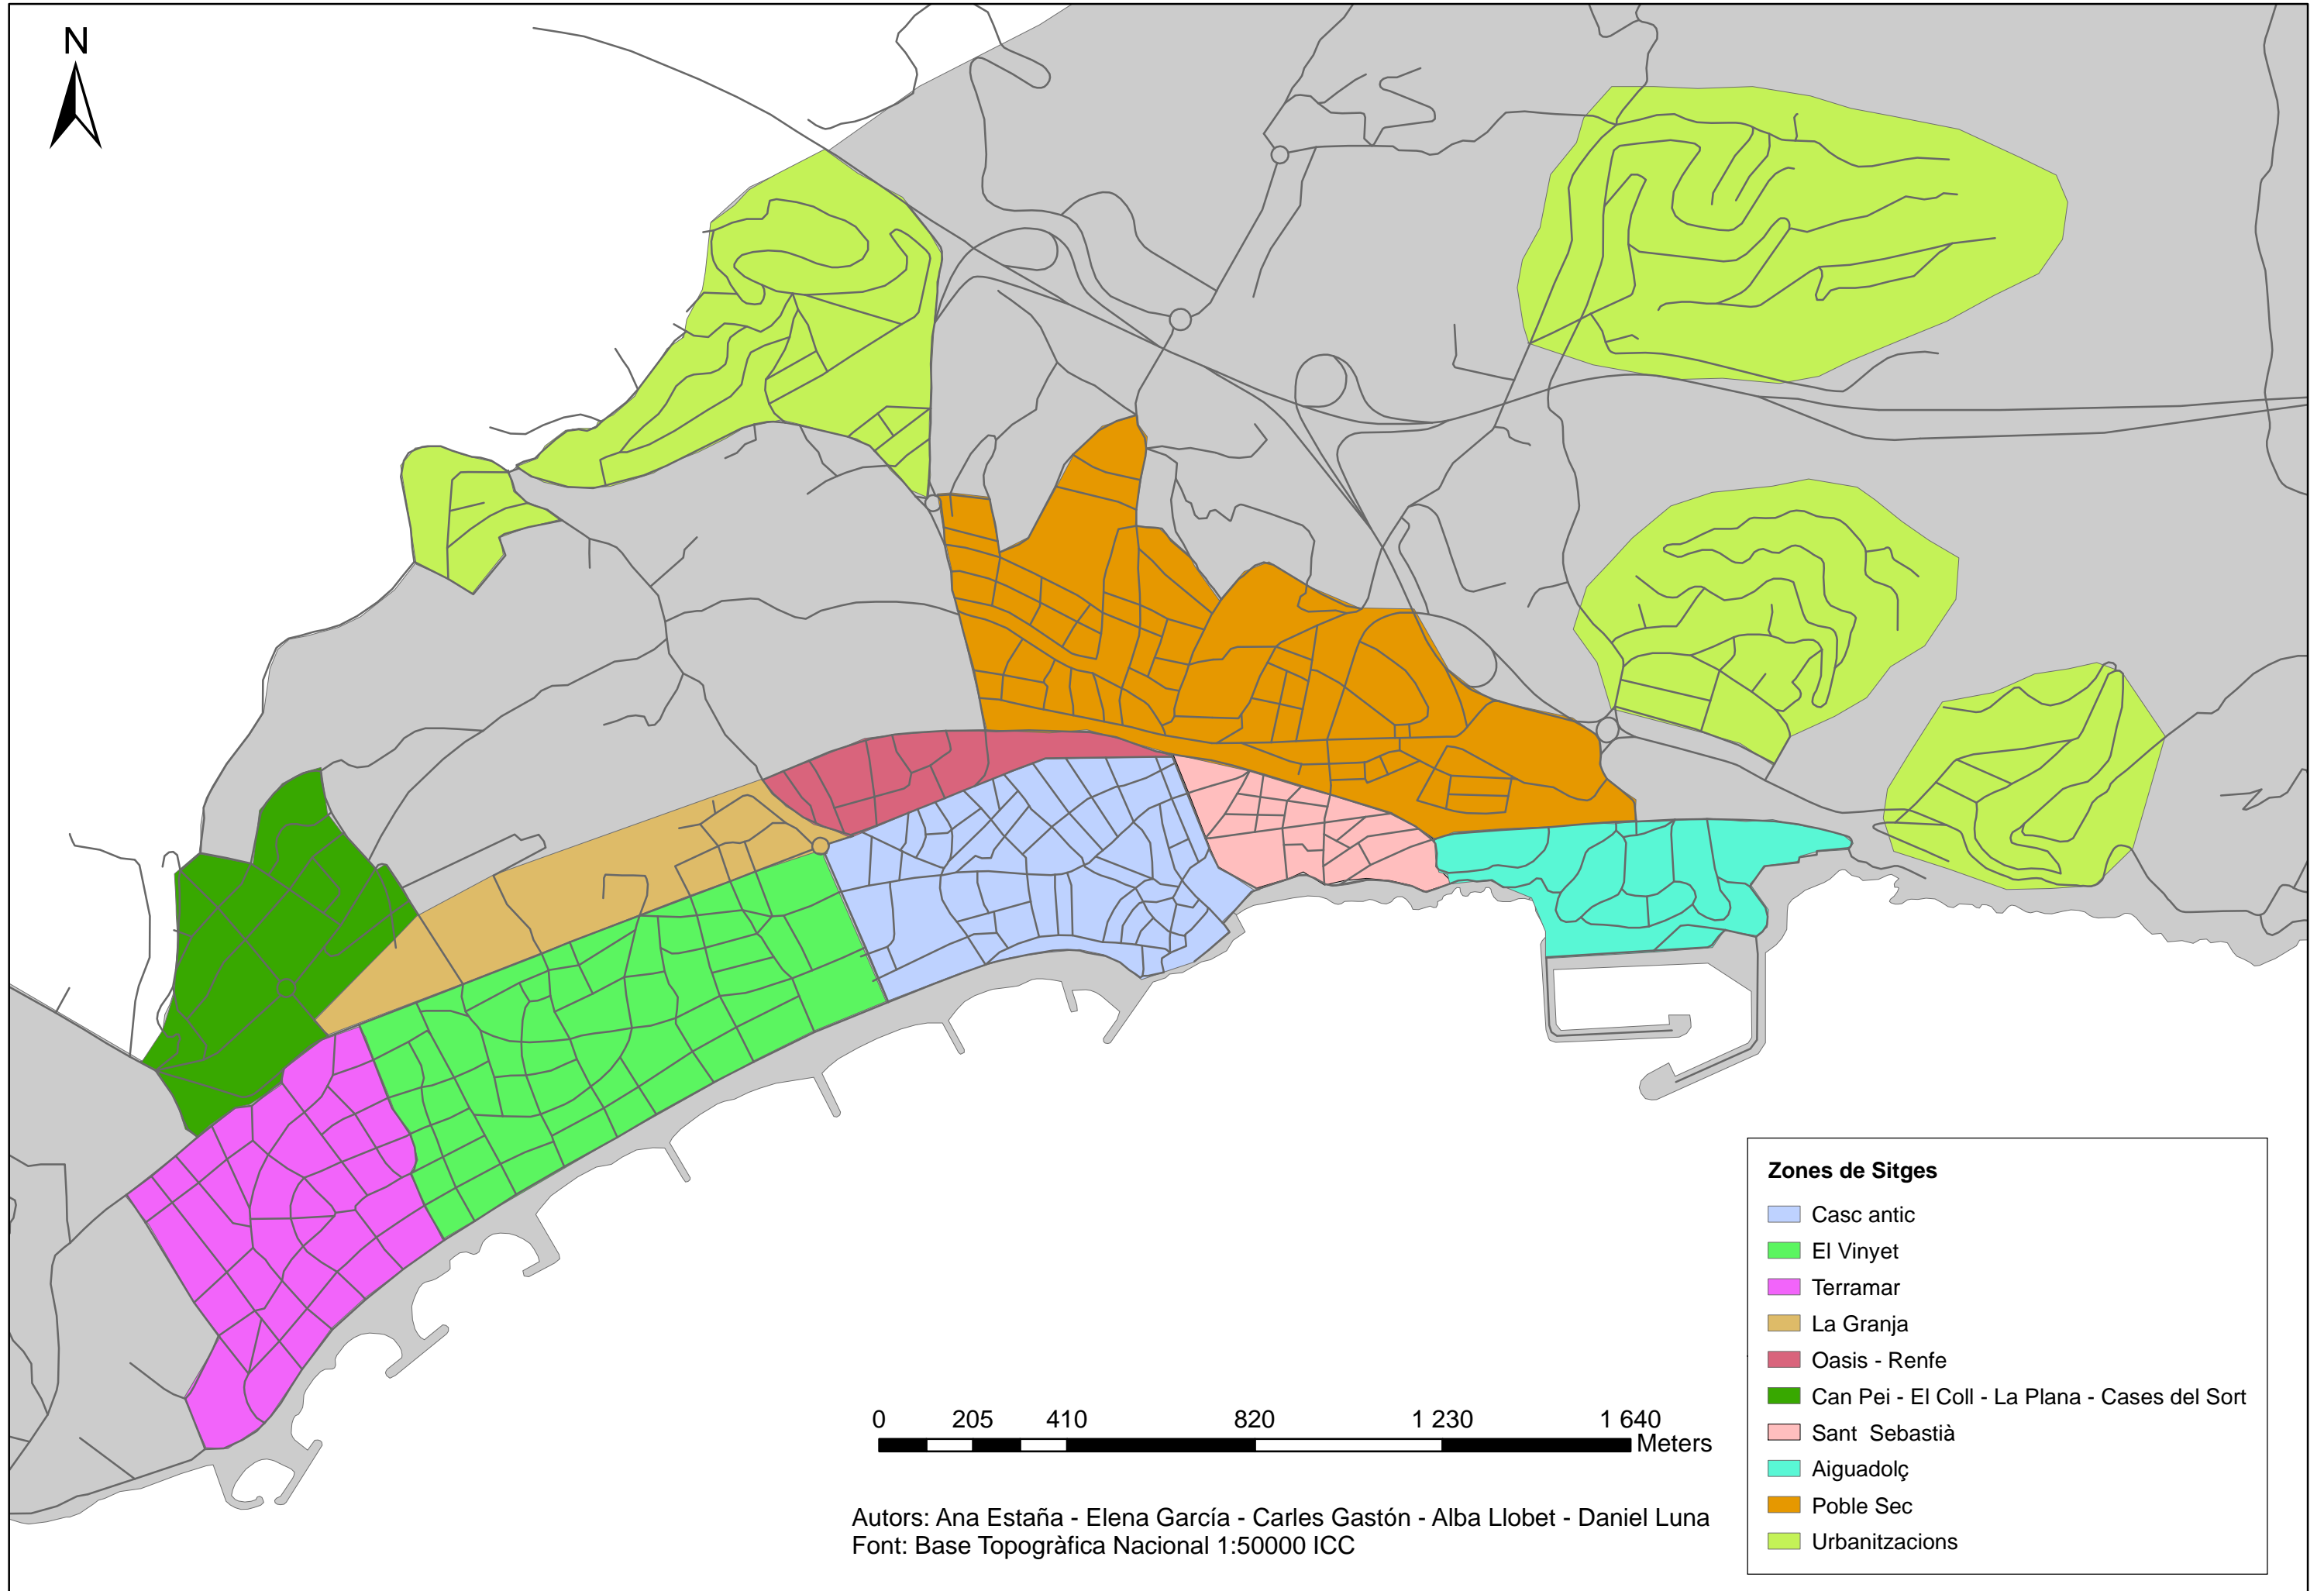 N
Zones de Sitges
Casc antic
El Vinyet
Terramar
La Granja
Oasis - Renfe
Can Pei - El Coll - La Plana - Cases del Sort
Sant  Sebastià
Aiguadolç
Poble Sec
Urbanitzacions
0 205 410 820 1 230 1 640
Meters
Autors: Ana Estaña - Elena García - Carles Gastón - Alba Llobet - Daniel Luna
Font: Base Topogràfica Nacional 1:50000 ICC